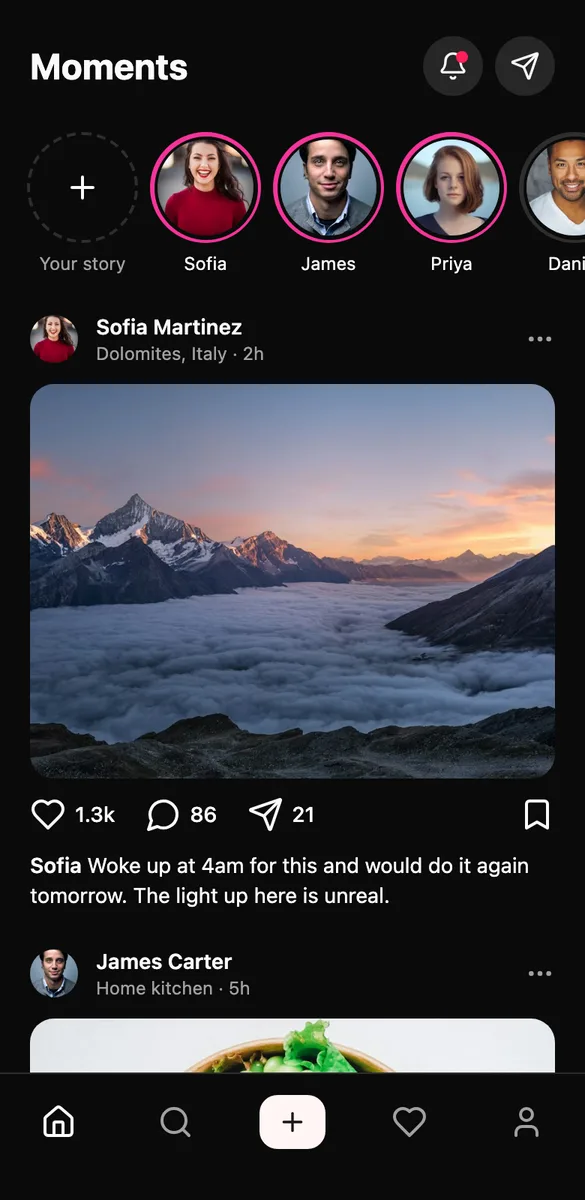 Moments
Your story
Sofia
James
Priya
Dani
Sofia Martinez
Dolomites, Italy · 2h
1.3k
86
21
Sofia Woke up at 4am for this and would do it again
tomorrow. The light up here is unreal.
James Carter
Home kitchen · 5h